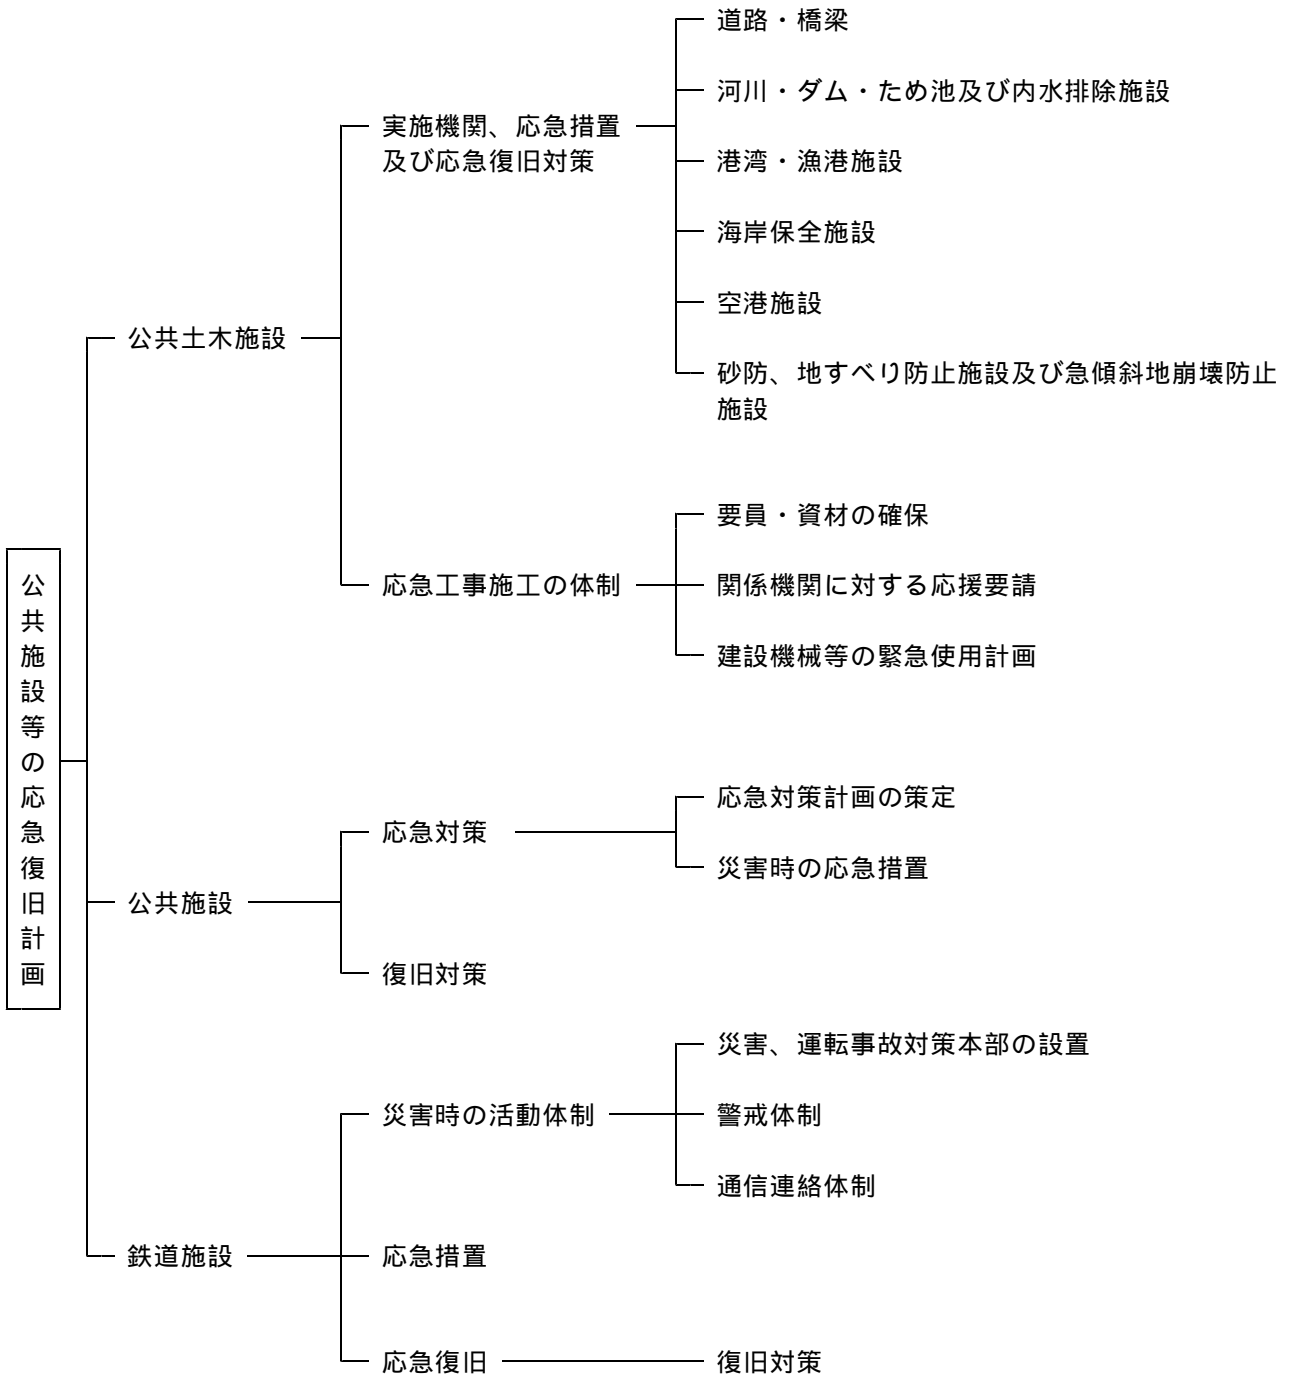 公共施設等の応急復旧計画
公共土木施設
実施機関、応急措置
及び応急復旧対策
道路・橋梁
河川・ダム・ため池及び内水排除施設
港湾・漁港施設
海岸保全施設
空港施設
砂防、地すべり防止施設及び急傾斜地崩壊防止
施設
応急工事施工の体制
要員・資材の確保
関係機関に対する応援要請
建設機械等の緊急使用計画
公共施設
応急対策
応急対策計画の策定
災害時の応急措置
復旧対策
鉄道施設
災害時の活動体制
災害、運転事故対策本部の設置
警戒体制
通信連絡体制
応急措置
応急復旧
復旧対策